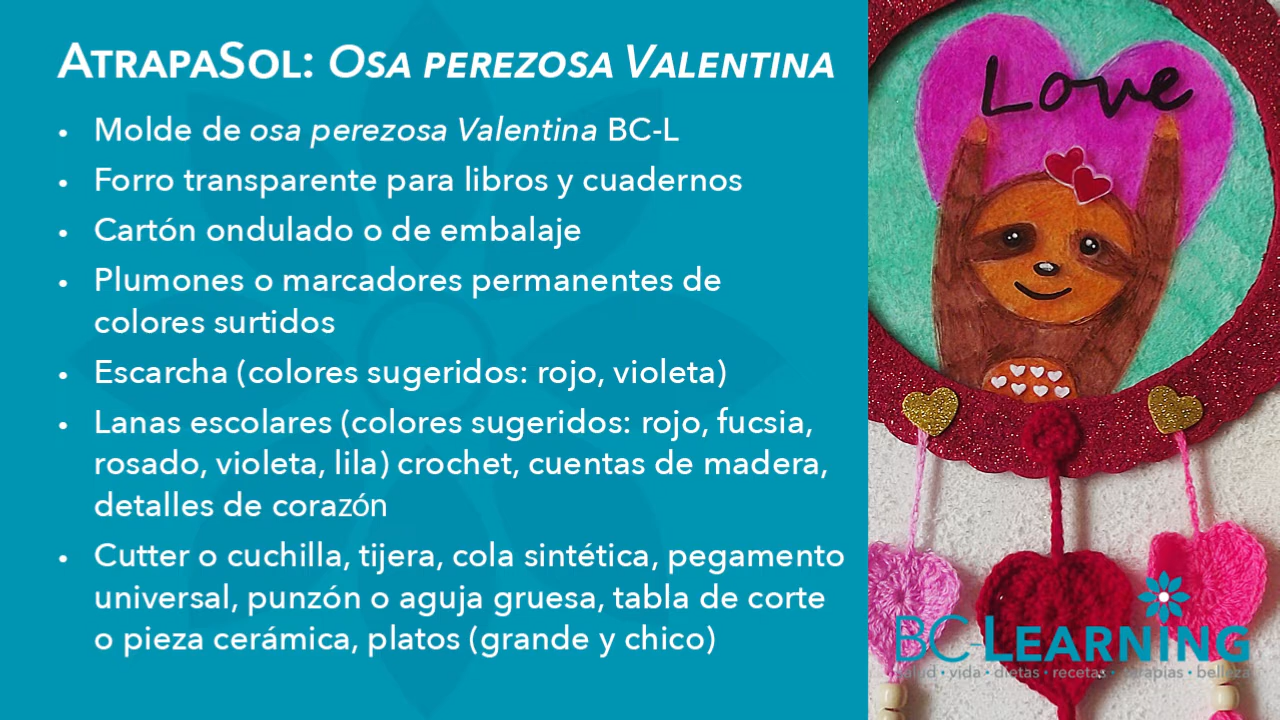 AtrapaSol: Osa perezosa Valentina
• Molde de osa perezosa Valentina BC-L
• Forro transparente para libros y cuadernos
• Cartón ondulado o de embalaje
• Plumones o marcadores permanentes de
colores surtidos
• Escarcha (colores sugeridos: rojo, violeta)
• Lanas escolares (colores sugeridos: rojo, fucsia,
rosado, violeta, lila) crochet, cuentas de madera,
detalles de corazón
• Cutter o cuchilla, tijera, cola sintética, pegamento
universal, punzón o aguja gruesa, tabla de corte
o pieza cerámica, platos (grande y chico)
Love
BC-Learning
salud • vida • dietas • recetas • terapias • belleza